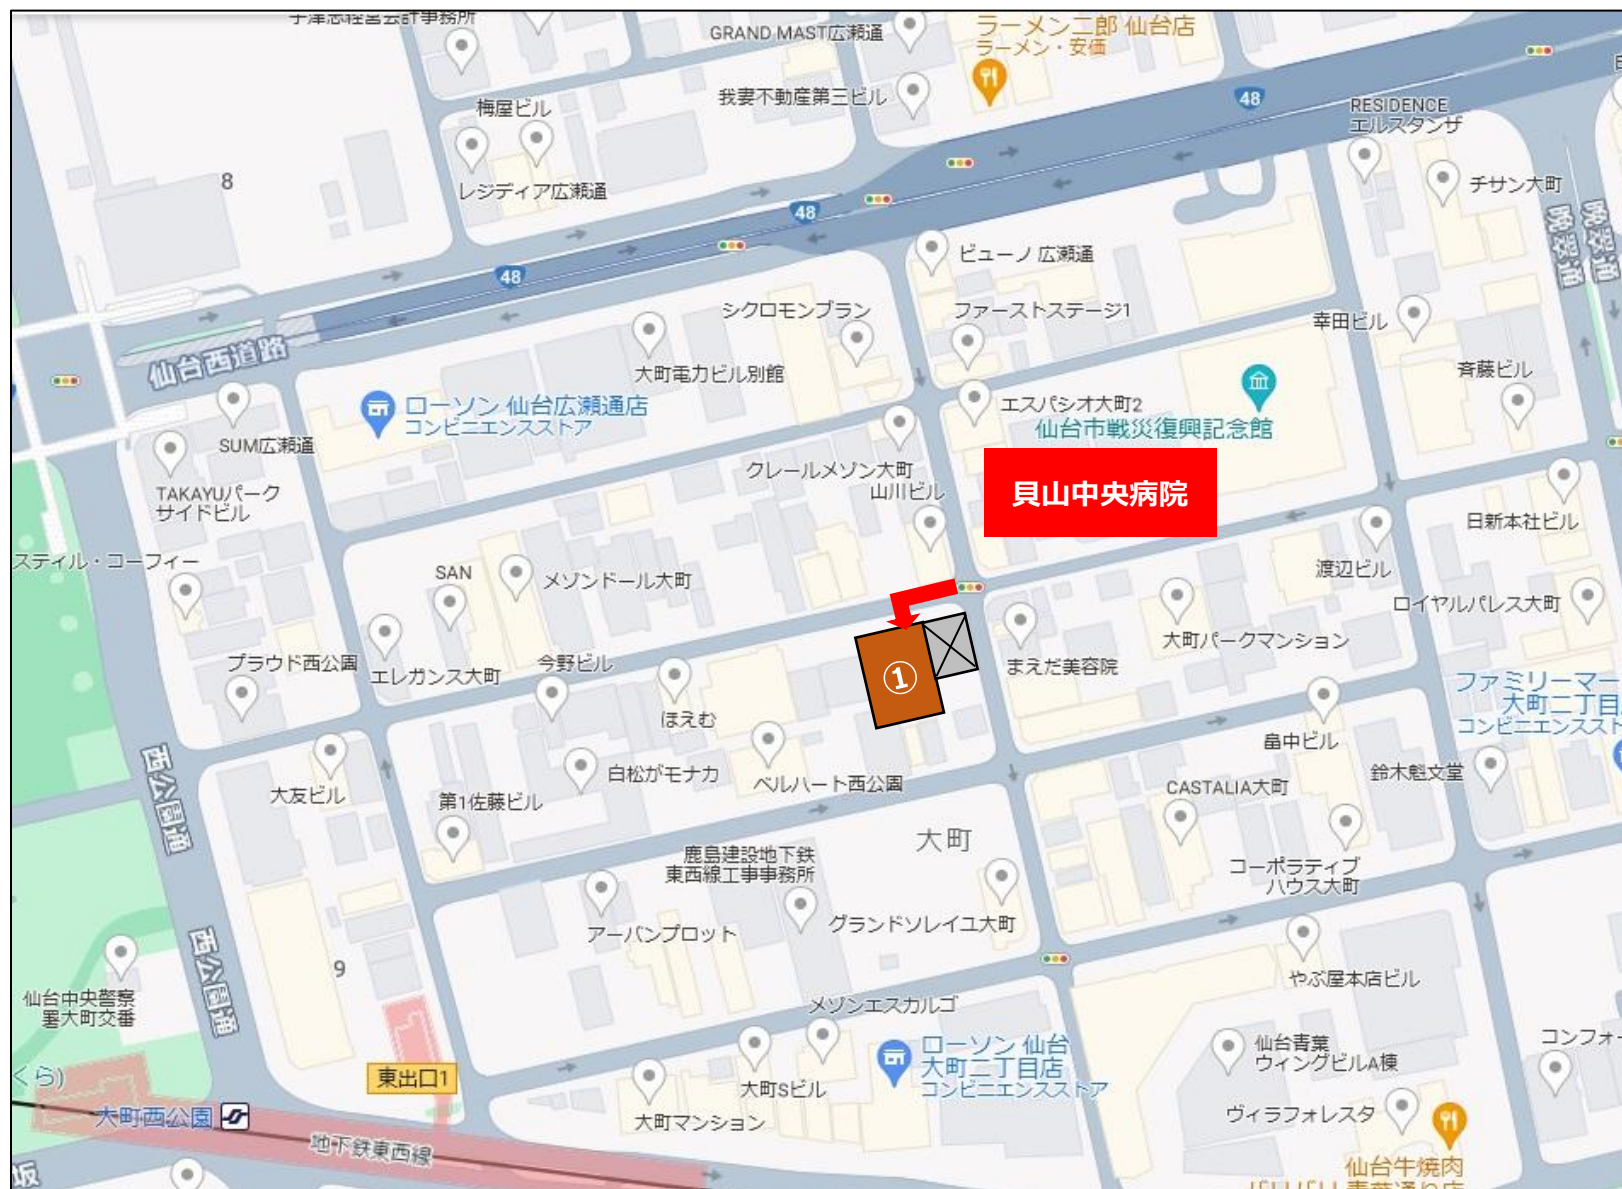 GRAND MAST広瀬通
ラーメン二郎 仙台店
ラーメン・安価
48
梅屋ビル
我妻不動産第三ビル
RESIDENCE
エルスタンザ
8
レジディア広瀬通
チサン大町
48
晩翠通
晩翠通
48
ビューノ 広瀬通
シクロモンブラン
ファーストステージ1
幸田ビル
仙台西道路
大町電力ビル別館
斉藤ビル
ローソン 仙台広瀬通店
コンビニエンスストア
エスパシオ大町2
仙台市戦災復興記念館
SUM広瀬通
クレールメゾン大町
山川ビル
貝山中央病院
TAKAYUパーク
サイドビル
日新本社ビル
スティル・コーフィー
SAN
メゾンドール大町
渡辺ビル
ロイヤルパレス大町
大町パークマンション
プラウド西公園
エレガンス大町
今野ビル
まえだ美容院
①
ほえむ
ファミリーマー
大町二丁目
コンビニエンススト
畠中ビル
西公園通
大友ビル
第1佐藤ビル
白松がモナカ
ベルハート西公園
CASTALIA大町
鈴木魁文堂
大町
鹿島建設地下鉄
東西線工事事務所
コーポラティブ
ハウス大町
アーバンプロット
グランドソレイユ大町
西公園通
9
やぶ屋本店ビル
仙台中央警察
署大町交番
メゾンエスカルゴ
ローソン 仙台
大町二丁目店
コンビニエンスストア
仙台青葉
ウィングビルA棟
コンフォー
くら)
東出口1
大町Sビル
大町西公園
大町マンション
ヴィラフォレスタ
地下鉄東西線
坂
仙台牛焼肉